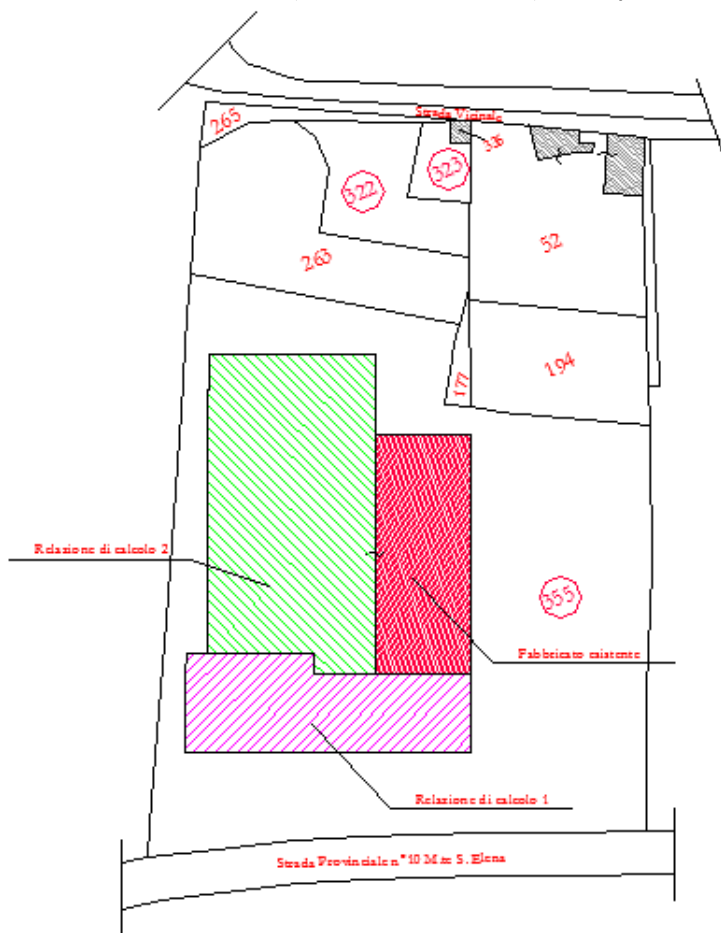 Strada Vicinale
265
336
323
322
52
263
194
177
Relazione di calcolo 2
355
Fabbricato esistente
Relazione di calcolo 1
Strada Provinciale n° 10 M.te S. Elena